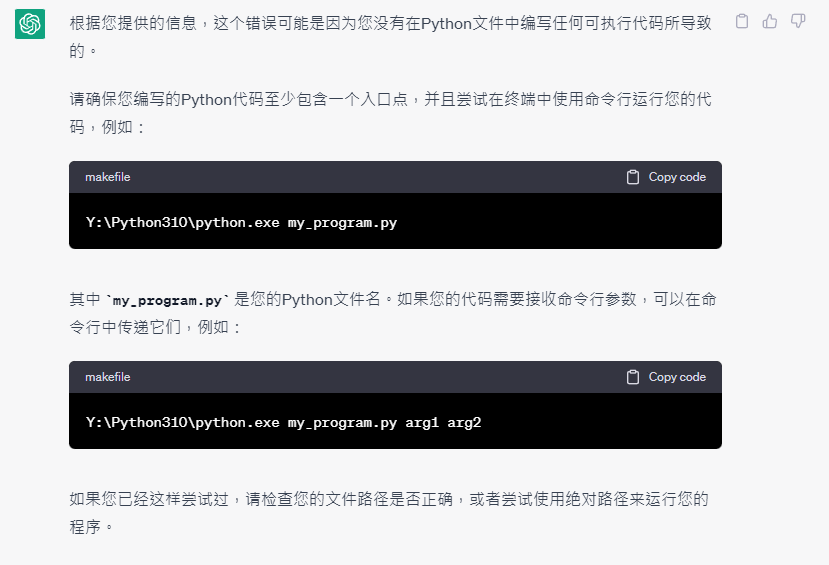 根据您提供的信息，这个错误可能是因为您没有在Python文件中编写任何可执行代码所导致
的。
请确保您编写的Python代码至少包含一个入口点，并且尝试在终端中使用命令行运行您的代
码，例如：
makefile
Copy code
Y:\Python310\python.exe my_program.py
其中 `my_program.py` 是您的Python文件名。如果您的代码需要接收命令行参数，可以在命
令行中传递它们，例如：
makefile
Copy code
Y:\Python310\python.exe my_program.py arg1 arg2
如果您已经这样尝试过，请检查您的文件路径是否正确，或者尝试使用绝对路径来运行您的
程序。